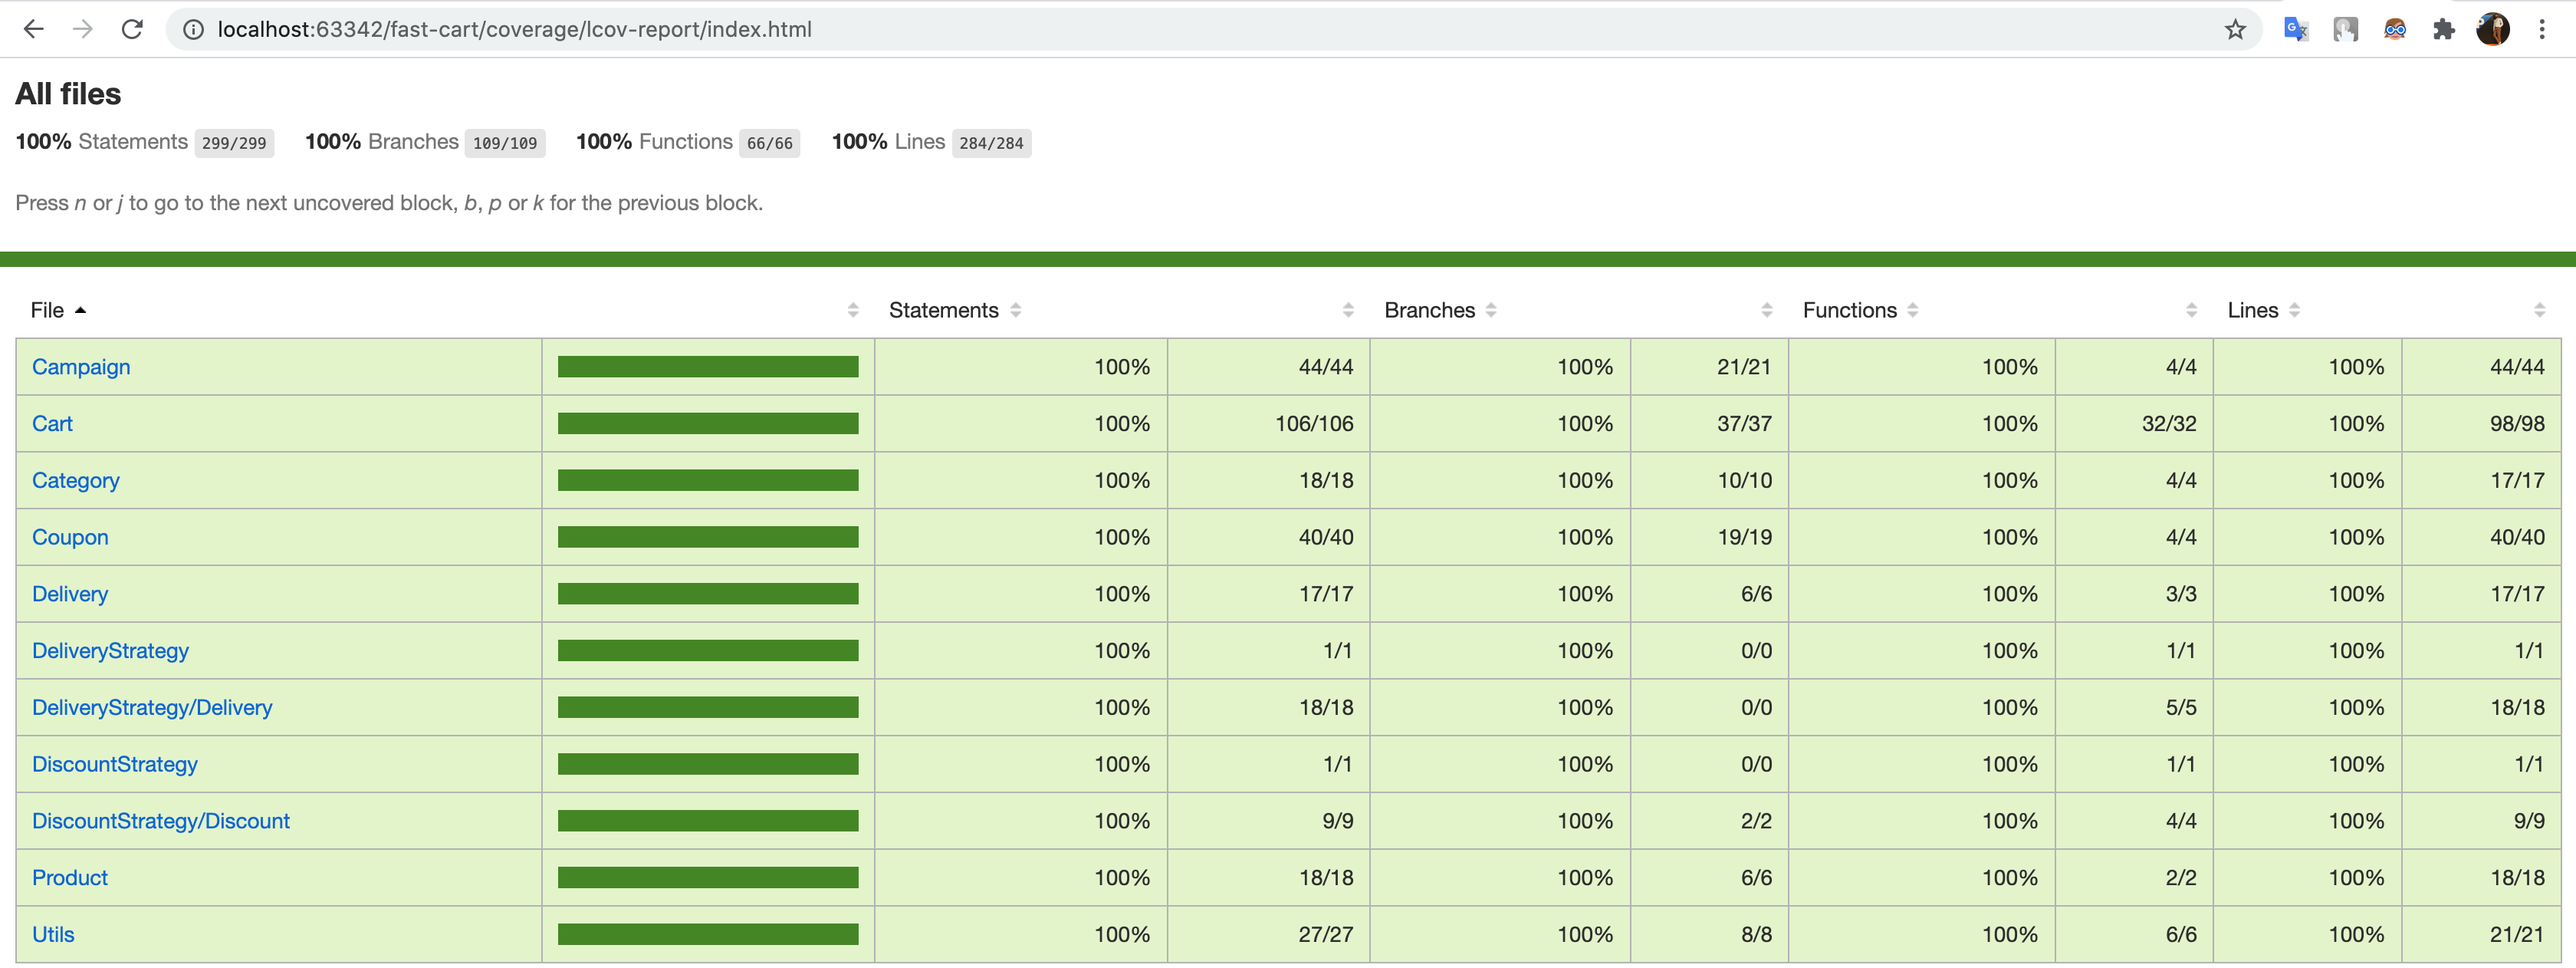 localhost:63342/fast-cart/coverage/lcov-report/index.html
All files
100% Statements 299/299 100% Branches 109/109 100% Functions 66/66 100% Lines 284/284
Press n or j to go to the next uncovered block, b, p or k for the previous block.
File Statements Branches Functions Lines
Campaign 100% 44/44 100% 21/21 100% 4/4 100% 44/44
Cart 100% 106/106 100% 37/37 100% 32/32 100% 98/98
Category 100% 18/18 100% 10/10 100% 4/4 100% 17/17
Coupon 100% 40/40 100% 19/19 100% 4/4 100% 40/40
Delivery 100% 17/17 100% 6/6 100% 3/3 100% 17/17
DeliveryStrategy 100% 1/1 100% 0/0 100% 1/1 100% 1/1
DeliveryStrategy/Delivery 100% 18/18 100% 0/0 100% 5/5 100% 18/18
DiscountStrategy 100% 1/1 100% 0/0 100% 1/1 100% 1/1
DiscountStrategy/Discount 100% 9/9 100% 2/2 100% 4/4 100% 9/9
Product 100% 18/18 100% 6/6 100% 2/2 100% 18/18
Utils 100% 27/27 100% 8/8 100% 6/6 100% 21/21